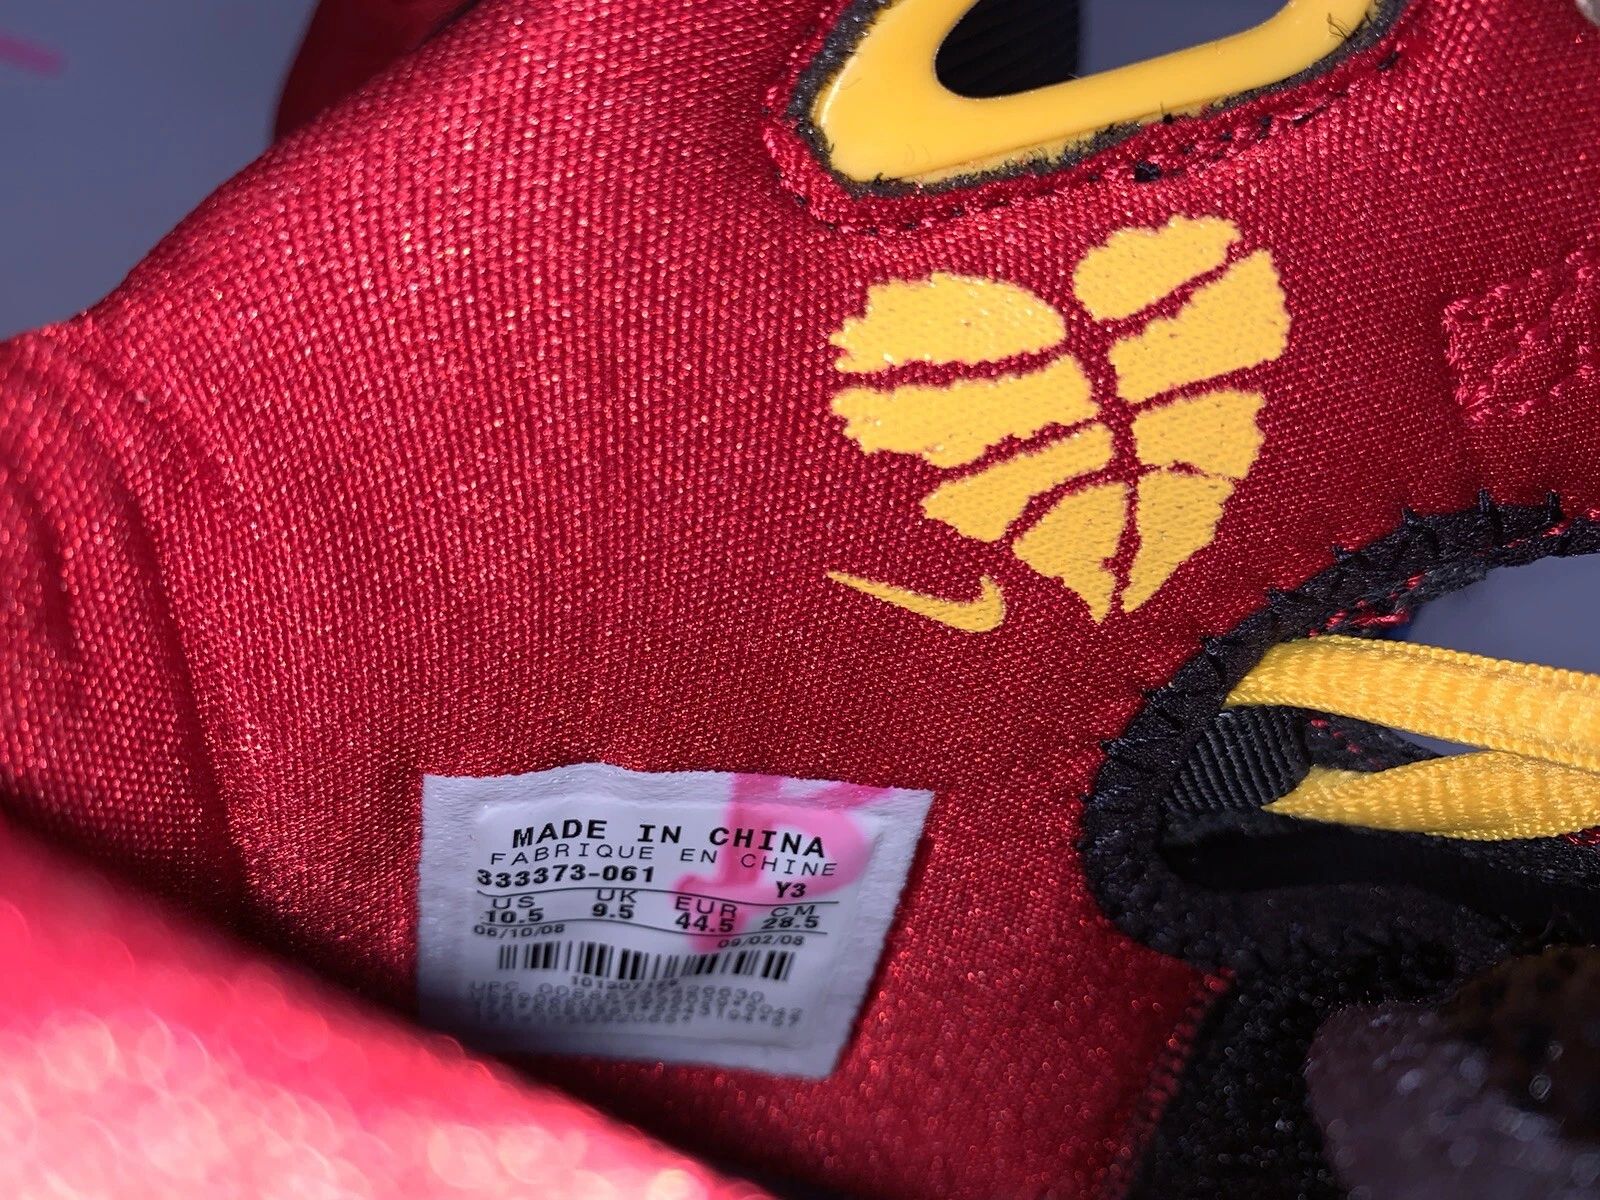 MADE IN CHINA
FABRIQUE EN CHINE
333373-061 Y3
US UK EUR CM
10.5 9.5 44.5 28.5
06/10/08 09/02/08
UPC